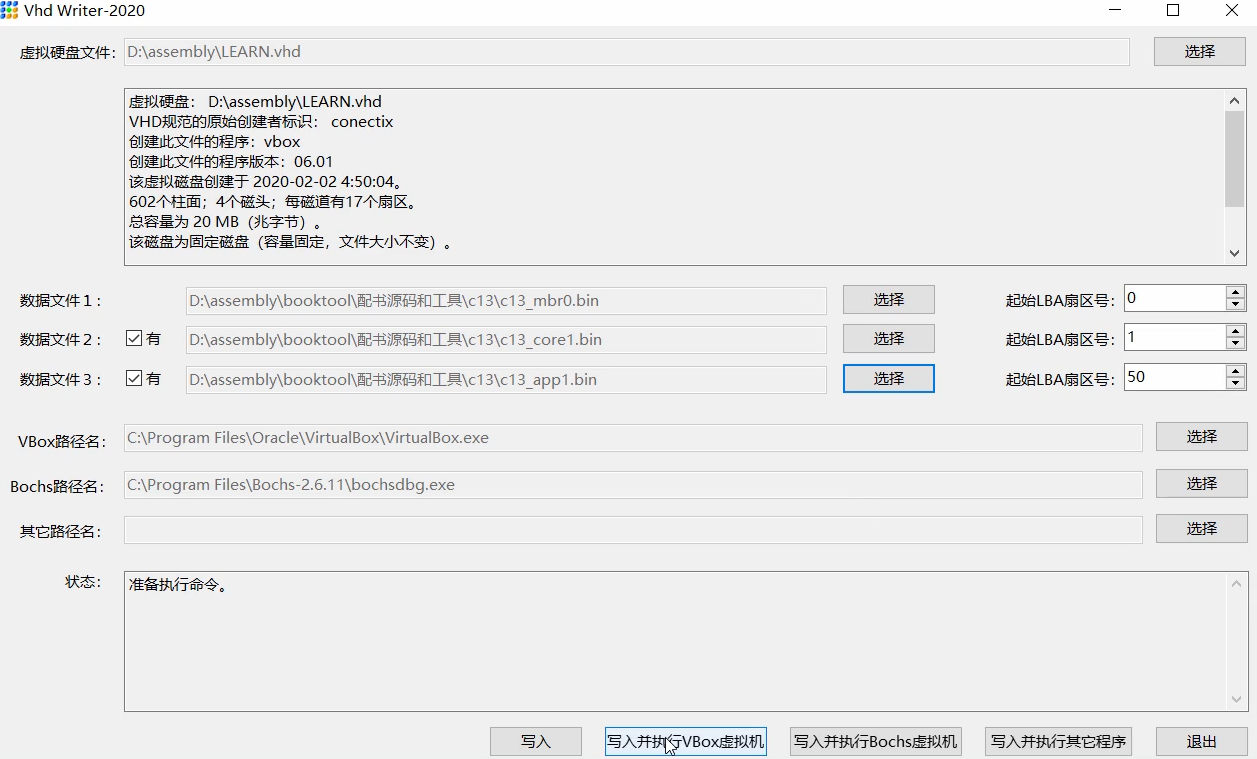 Vhd Writer-2020
虚拟硬盘文件： D:\assembly\LEARN.vhd 选择
虚拟硬盘： D:\assembly\LEARN.vhd
VHD规范的原始创建者标识： conectix
创建此文件的程序：vbox
创建此文件的程序版本：06.01
该虚拟磁盘创建于 2020-02-02 4:50:04。
602个柱面；4个磁头；每磁道有17个扇区。
总容量为 20 MB（兆字节）。
该磁盘为固定磁盘（容量固定，文件大小不变）。
数据文件1： D:\assembly\booktool\配书源码和工具\c13\c13_mbr0.bin 选择 起始LBA扇区号： 0
数据文件2： 有 D:\assembly\booktool\配书源码和工具\c13\c13_core1.bin 选择 起始LBA扇区号： 1
数据文件3： 有 D:\assembly\booktool\配书源码和工具\c13\c13_app1.bin 选择 起始LBA扇区号： 50
VBox路径名： C:\Program Files\Oracle\VirtualBox\VirtualBox.exe 选择
Bochs路径名： C:\Program Files\Bochs-2.6.11\bochsdbg.exe 选择
其它路径名： 选择
状态： 准备执行命令。
写入 写入并执行VBox虚拟机 写入并执行Bochs虚拟机 写入并执行其它程序 退出